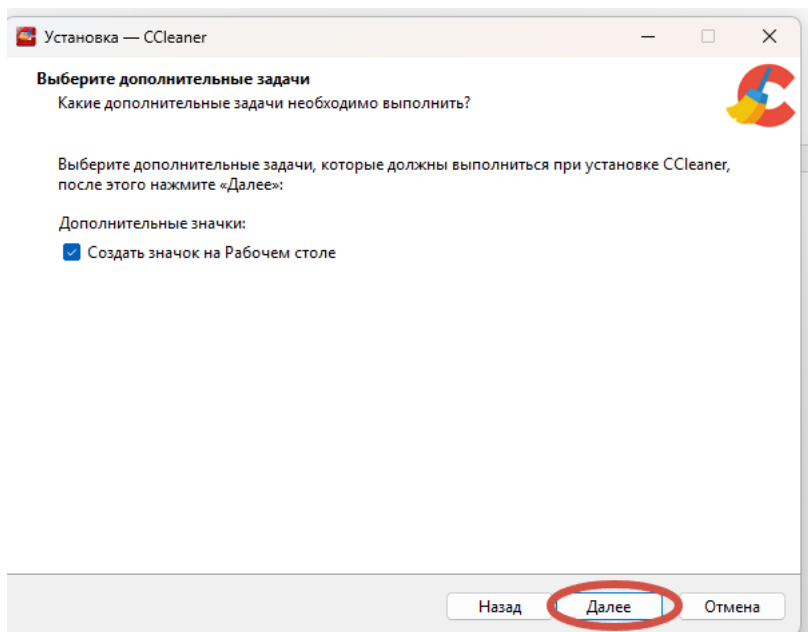 Установка — CCleaner
Выберите дополнительные задачи
Какие дополнительные задачи необходимо выполнить?
Выберите дополнительные задачи, которые должны выполниться при установке CCleaner,
после этого нажмите «Далее»:
Дополнительные значки:
Создать значок на Рабочем столе
Назад
Далее
Отмена